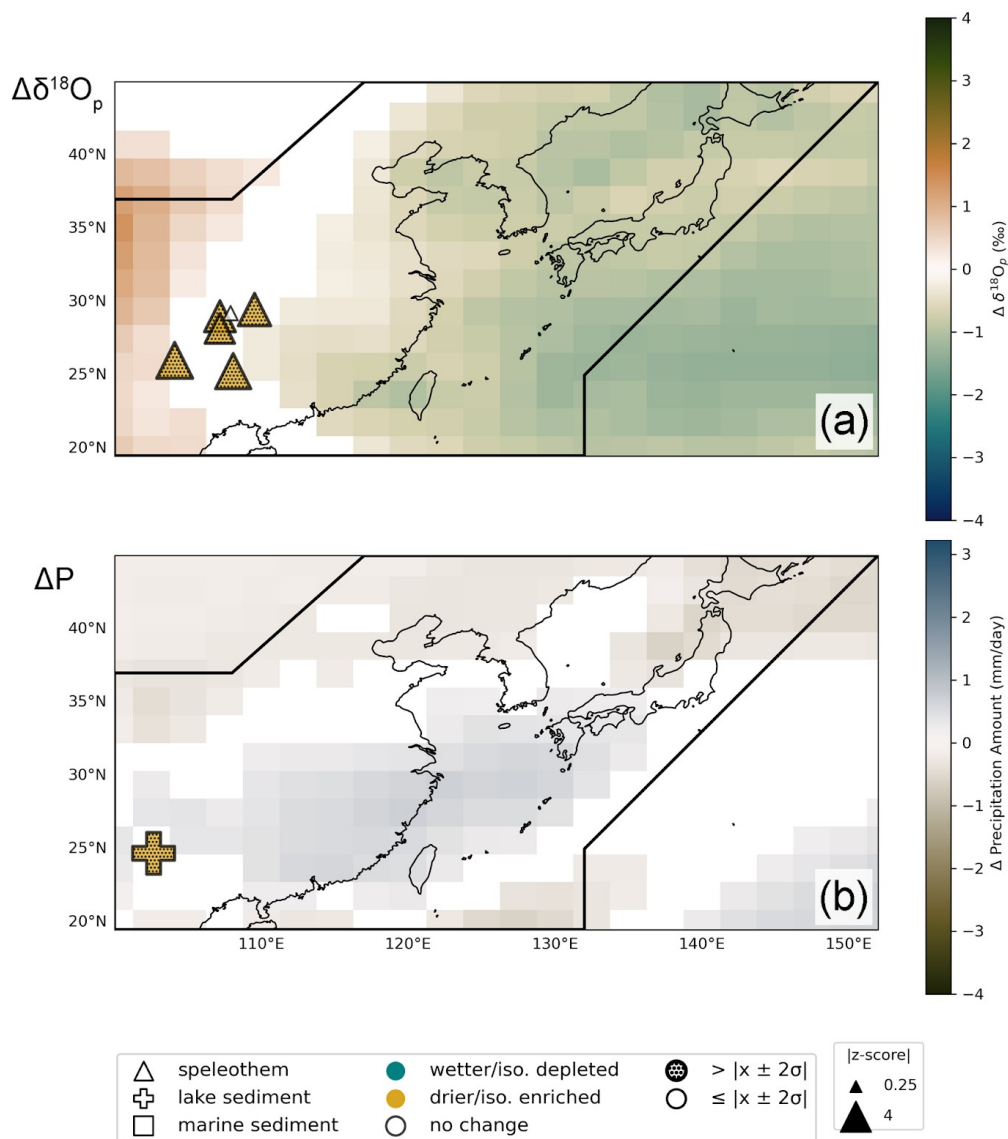 Δδ¹⁸Oₚ
40°N
35°N
30°N
25°N
20°N
(a)
4
3
2
1
0
−1
−2
−3
−4
Δ δ¹⁸Oₚ (‰)
ΔP
40°N
35°N
30°N
25°N
20°N
110°E
120°E
130°E
140°E
150°E
(b)
3
2
1
0
−1
−2
−3
−4
Δ Precipitation Amount (mm/day)
speleothem
lake sediment
marine sediment
wetter/iso. depleted
drier/iso. enriched
no change
> |x ± 2σ|
≤ |x ± 2σ|
|z-score|
0.25
4